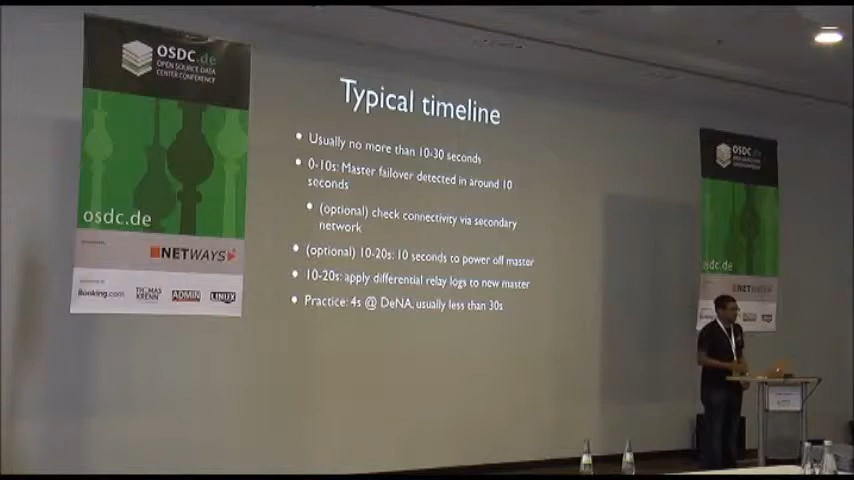 OSDC.de
OPEN SOURCE DATA
CENTER CONFERENCE
osdc.de
NETWAYS
Booking.com
THOMAS
KRENN
ADMIN
LINUX
Typical timeline
• Usually no more than 10-30 seconds
• 0-10s: Master failover detected in around 10
seconds
• (optional) check connectivity via secondary
network
• (optional) 10-20s: 10 seconds to power off master
• 10-20s: apply differential relay logs to new master
• Practice: 4s @ DeNA, usually less than 30s
OSDC.de
osdc.de
NETWAYS